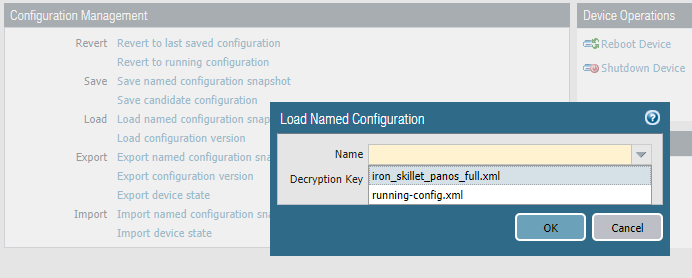 Configuration Management
Revert Revert to last saved configuration
Revert to running configuration
Save Save named configuration snapshot
Save candidate configuration
Load Load named configuration snap
Load configuration version
Export Export named configuration sna
Export configuration version
Export device state
Import Import named configuration sna
Import device state
Device Operations
Reboot Device
Shutdown Device
Load Named Configuration
?
Name
Decryption Key
iron_skillet_panos_full.xml
running-config.xml
OK Cancel